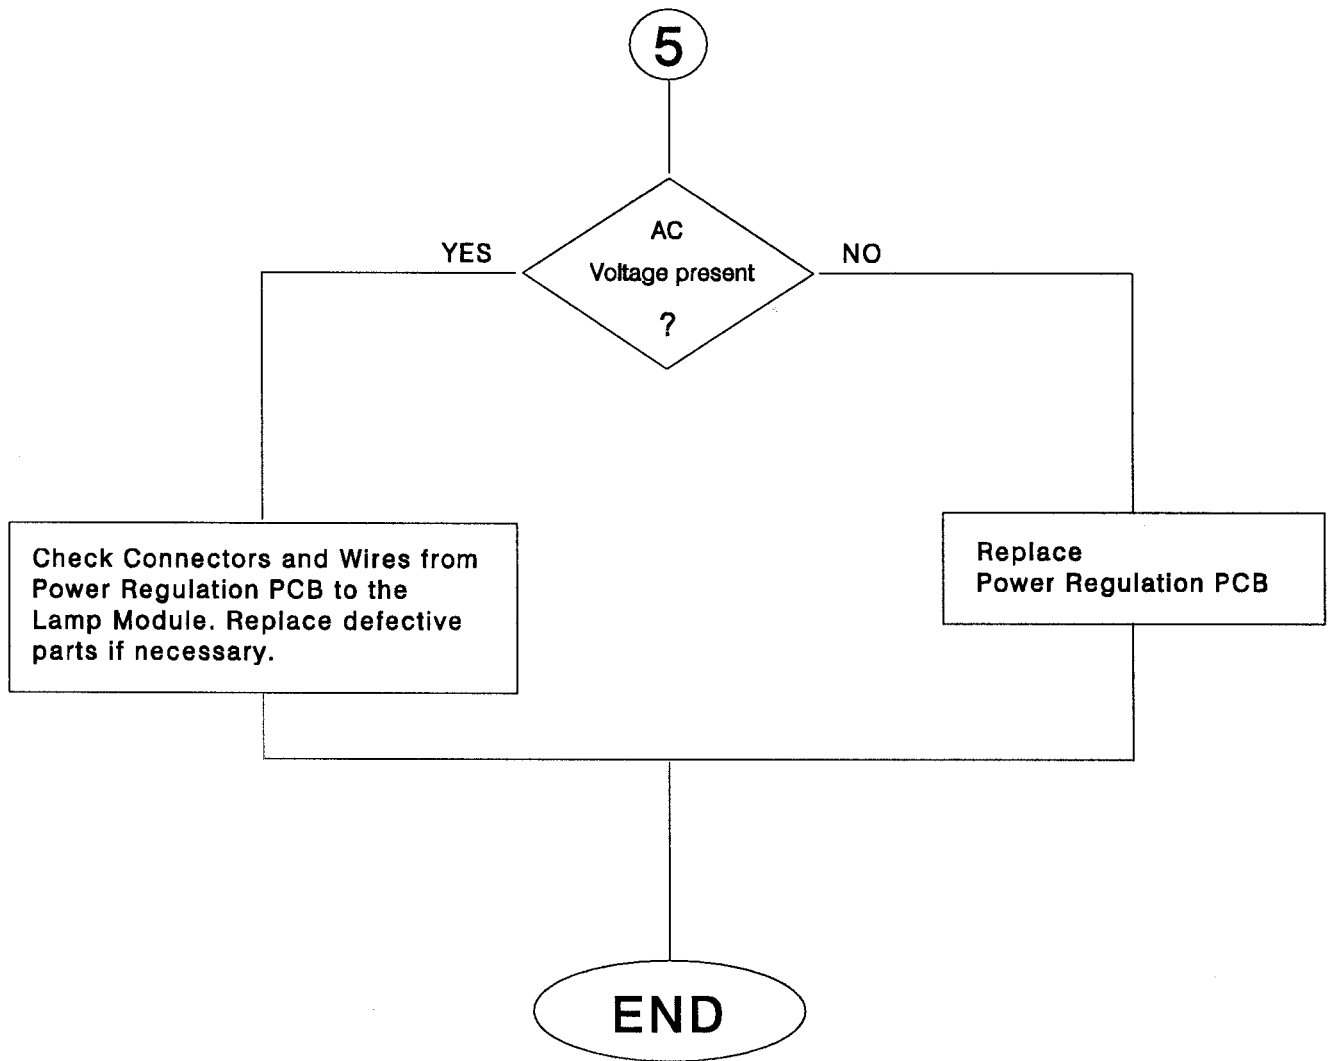 5
AC
Voltage present
?
YES
NO
Check Connectors and Wires from
Power Regulation PCB to the
Lamp Module. Replace defective
parts if necessary.
Replace
Power Regulation PCB
END